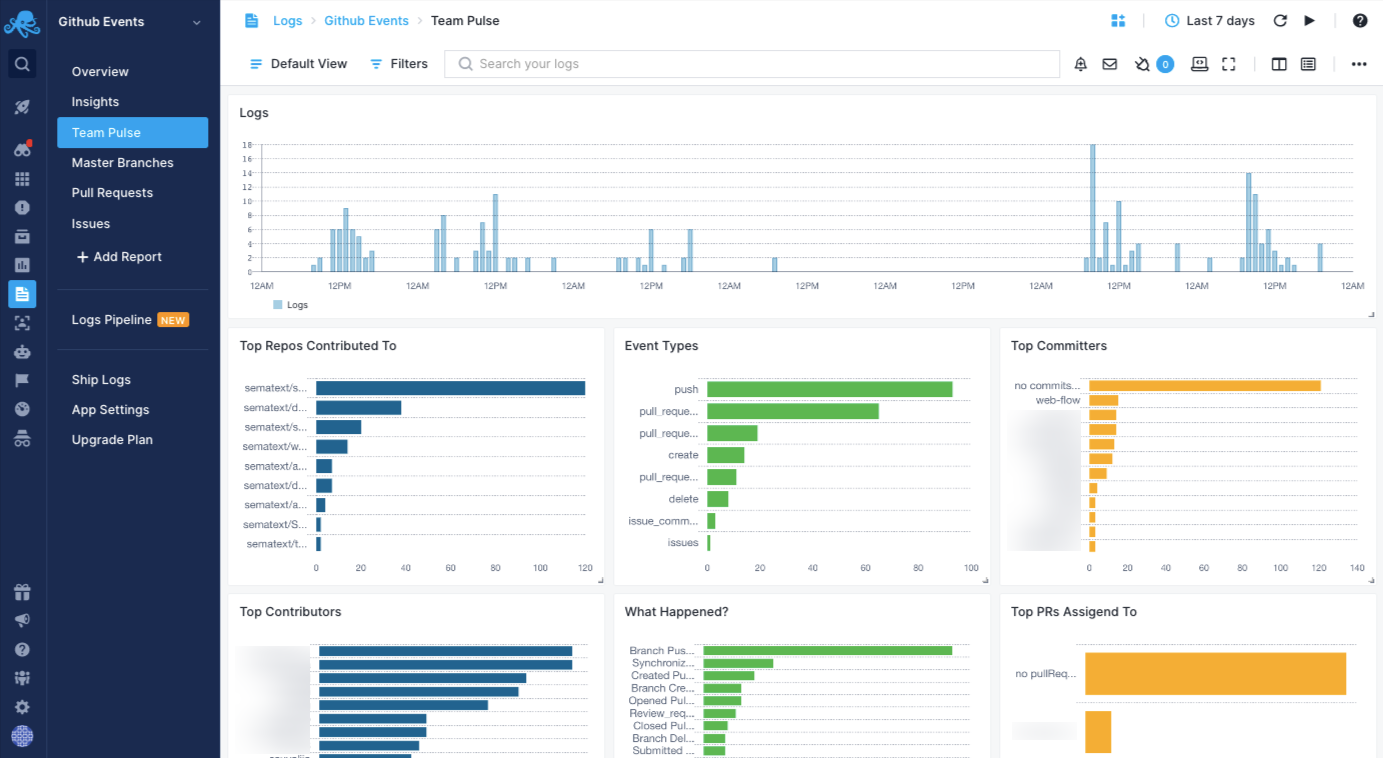 Github Events
Logs > Github Events > Team Pulse
Last 7 days
Default View
Filters
Search your logs
0
Overview
Insights
Team Pulse
Master Branches
Pull Requests
Issues
+ Add Report
Logs Pipeline NEW
Ship Logs
App Settings
Upgrade Plan
Logs
18
16
14
12
10
8
6
4
2
0
12AM 12PM 12AM 12PM 12AM 12PM 12AM 12PM 12AM 12PM 12AM 12PM 12AM 12PM 12AM
Logs
Top Repos Contributed To
sematext/s...
sematext/d...
sematext/s...
sematext/w...
sematext/a...
sematext/d...
sematext/a...
sematext/S...
sematext/t...
0 20 40 60 80 100 120
Event Types
push
pull_reque...
pull_reque...
create
pull_reque...
delete
issue_comm...
issues
0 20 40 60 80 100
Top Committers
no commits...
web-flow
0 20 40 60 80 100 120 140
Top Contributors
What Happened?
Branch Pus...
Synchroniz...
Created Pu...
Branch Cre...
Opened Pul...
Review_req...
Closed Pul...
Branch Del...
Submitted ...
Top PRs Assigend To
no pullReq...